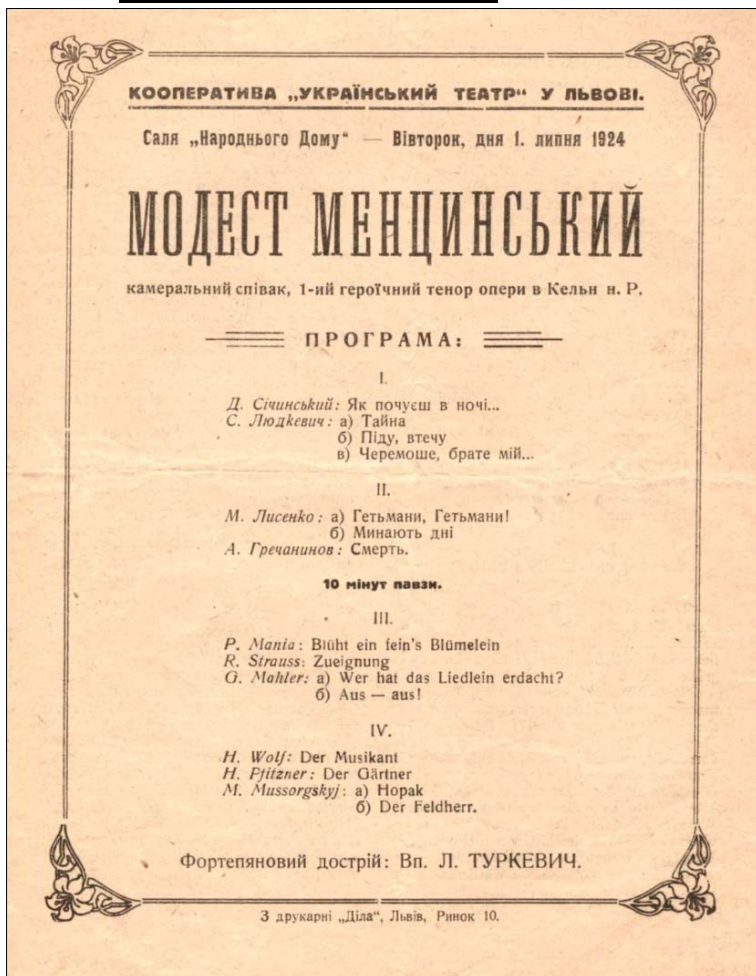 КООПЕРАТИВА „УКРАЇНСЬКИЙ ТЕАТР“ У ЛЬВОВІ.
Саля „Народнього Дому“ — Вівторок, дня 1. липня 1924
МОДЕСТ МЕНЦИНСЬКИЙ
камеральний співак, 1-ий героїчний тенор опери в Кельн н. Р.
ПРОГРАМА:
I.
Д. Січинський: Як почуєш в ночі...
С. Людкевич: а) Тайна
б) Піду, втечу
в) Черемоше, брате мій...
II.
М. Лисенко: а) Гетьмани, Гетьмани!
б) Минають дні
А. Гречанинов: Смерть.
10 мінут павзи.
III.
P. Mania: Blüht ein fein's Blümelein
R. Strauss: Zueignung
G. Mahler: a) Wer hat das Liedlein erdacht?
б) Aus — aus!
IV.
H. Wolf: Der Musikant
H. Pfitzner: Der Gärtner
M. Mussorgskyj: a) Hopak
б) Der Feldherr.
Фортепяновий дострій: Вп. Л. ТУРКЕВИЧ.
З друкарні „Діла“, Львів, Ринок 10.